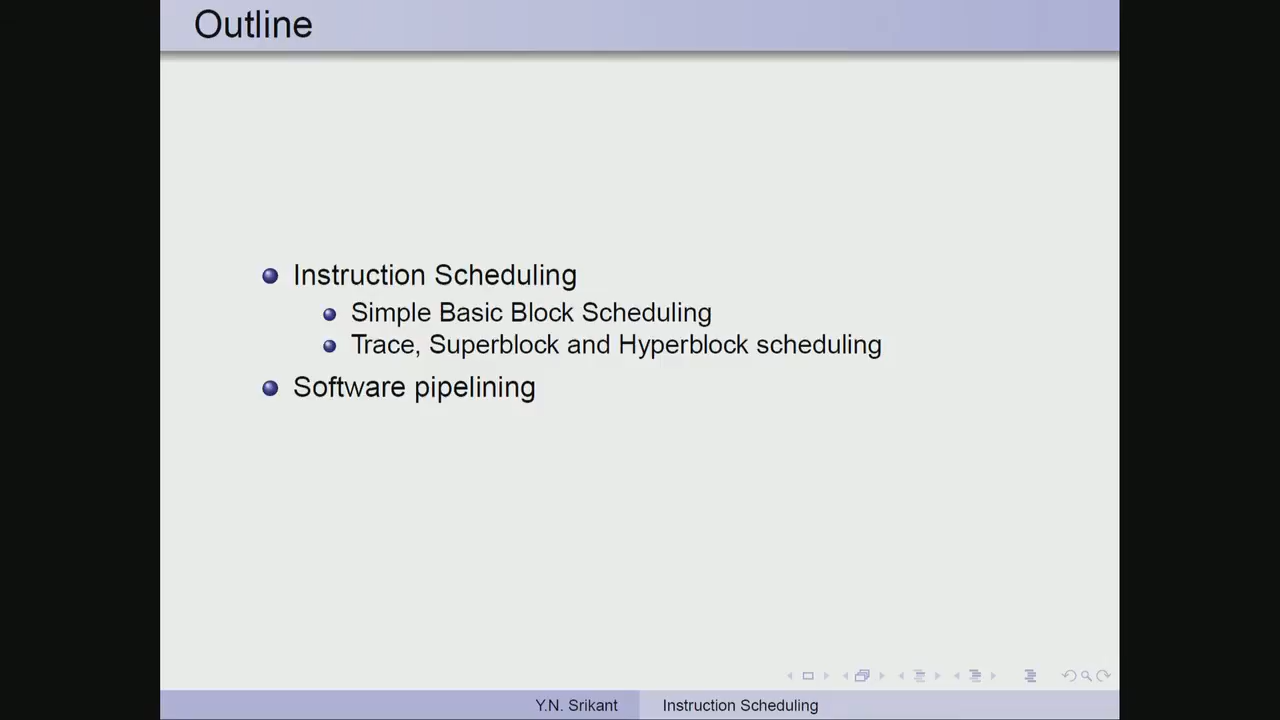 Outline
Instruction Scheduling
Simple Basic Block Scheduling
Trace, Superblock and Hyperblock scheduling
Software pipelining
Y.N. Srikant Instruction Scheduling